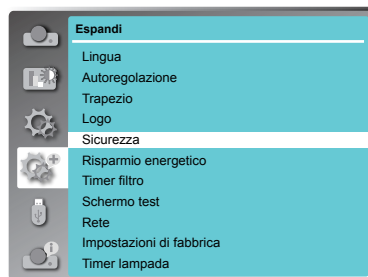 Espandi
Lingua
Autoregolazione
Trapezio
Logo
Sicurezza
Risparmio energetico
Timer filtro
Schermo test
Rete
Impostazioni di fabbrica
Timer lampada